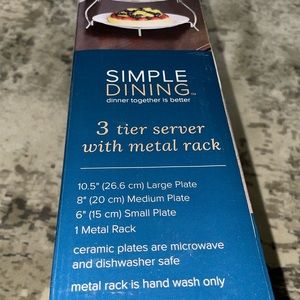 SIMPLE
DINING™
dinner together is better
3 tier server
with metal rack
10.5" (26.6 cm) Large Plate
8" (20 cm) Medium Plate
6" (15 cm) Small Plate
1 Metal Rack
ceramic plates are microwave
and dishwasher safe
metal rack is hand wash only